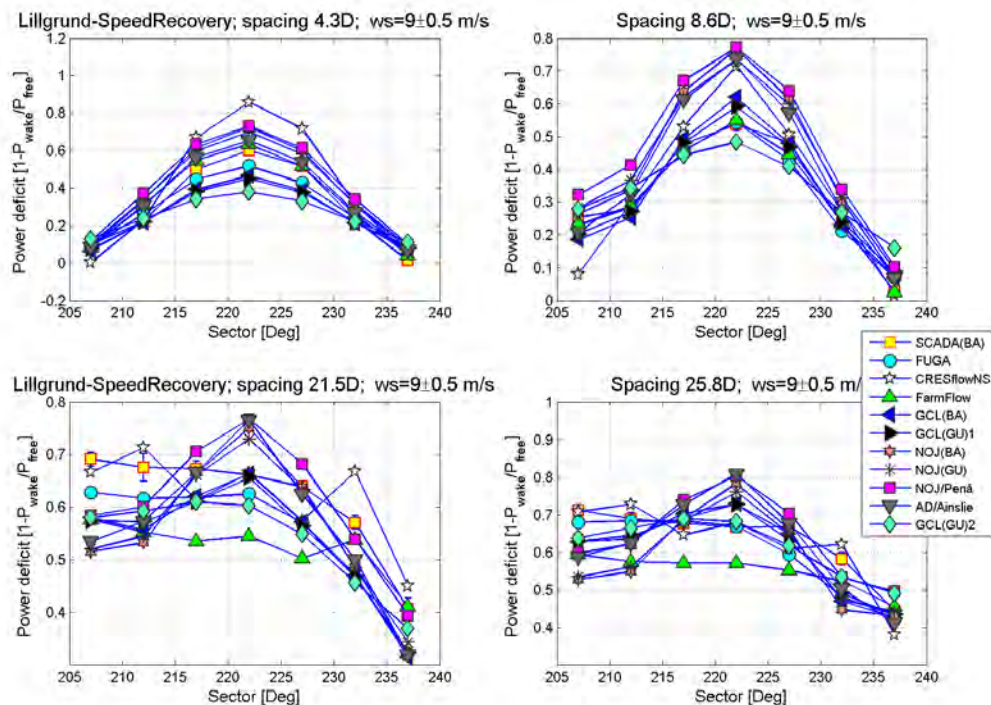 Lillgrund-SpeedRecovery; spacing 4.3D; ws=9±0.5 m/s
1.2
1
0.8
0.6
0.4
0.2
0
-0.2
Power deficit [1-P_wake/P_free]
205 210 215 220 225 230 235 240
Sector [Deg]
Spacing 8.6D; ws=9±0.5 m/s
0.8
0.7
0.6
0.5
0.4
0.3
0.2
0.1
0
Power deficit [1-P_wake/P_free]
205 210 215 220 225 230 235 240
Sector [Deg]
SCADA(BA)
FUGA
CRESflowNS
FarmFlow
GCL(BA)
GCL(GU)1
NOJ(BA)
NOJ(GU)
NOJ/Penã
AD/Ainslie
GCL(GU)2
Lillgrund-SpeedRecovery; spacing 21.5D; ws=9±0.5 m/s
0.8
0.7
0.6
0.5
0.4
Power deficit [1-P_wake/P_free]
205 210 215 220 225 230 235 240
Sector [Deg]
Spacing 25.8D; ws=9±0.5 m/s
1
0.9
0.8
0.7
0.6
0.5
0.4
Power deficit [1-P_wake/P_free]
205 210 215 220 225 230 235 240
Sector [Deg]